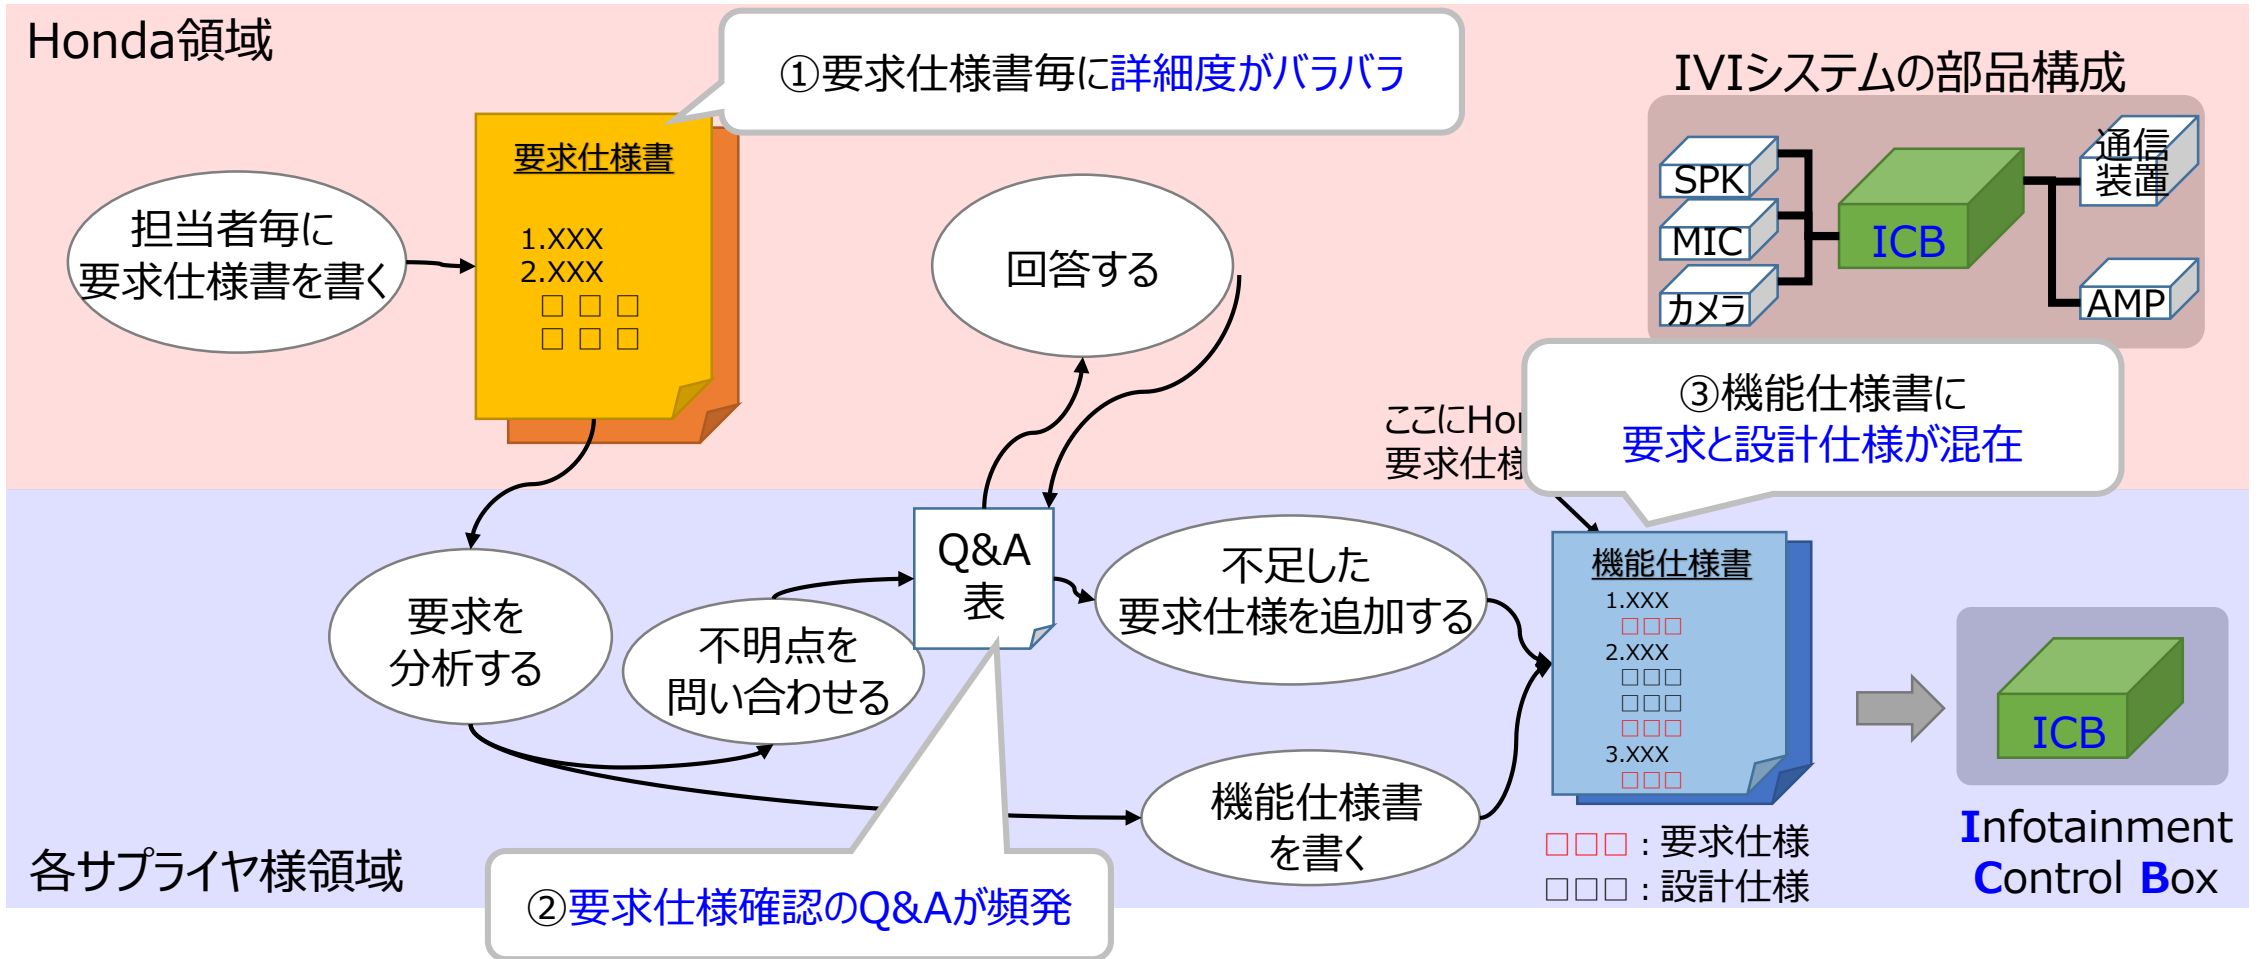 Honda領域
①要求仕様書毎に詳細度がバラバラ
IVIシステムの部品構成
要求仕様書
1.XXX
2.XXX
□ □ □
□ □ □
担当者毎に
要求仕様書を書く
回答する
SPK
MIC
カメラ
ICB
通信
装置
AMP
③機能仕様書に
要求と設計仕様が混在
ここにHon
要求仕様
Q&A
表
要求を
分析する
不明点を
問い合わせる
不足した
要求仕様を追加する
機能仕様書
1.XXX
□□□
2.XXX
□□□
□□□
□□□
3.XXX
□□□
機能仕様書
を書く
ICB
□□□:要求仕様
□□□:設計仕様
Infotainment
Control Box
各サプライヤ様領域
②要求仕様確認のQ&Aが頻発